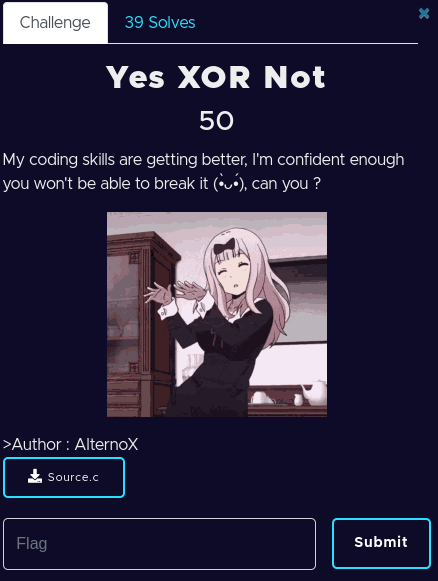 Challenge
39 Solves
✖
Yes XOR Not
50
My coding skills are getting better, I'm confident enough
you won't be able to break it (•̀ᴗ•́), can you ?
>Author : AlternoX
Source.c
Flag
Submit